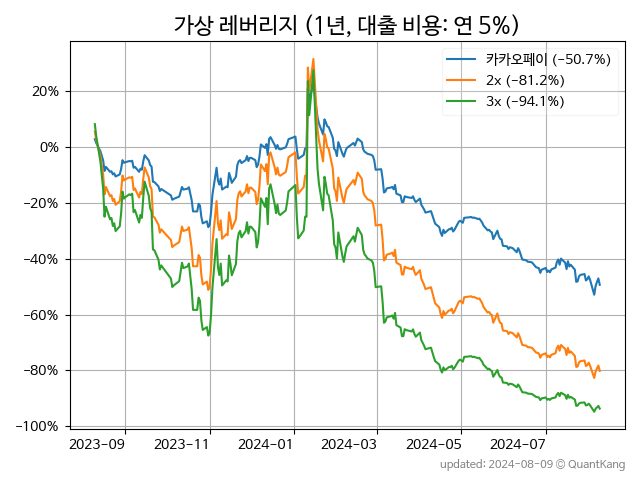 가상 레버리지 (1년, 대출 비용: 연 5%)
카카오페이 (−50.7%)
2x (−81.2%)
3x (−94.1%)
20%
0%
−20%
−40%
−60%
−80%
−100%
2023-09 2023-11 2024-01 2024-03 2024-05 2024-07
updated: 2024-08-09 © QuantKang